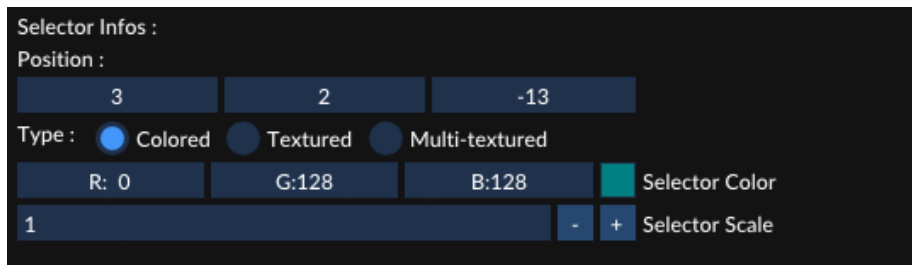 Selector Infos :
Position :
3 2 -13
Type : Colored Textured Multi-textured
R: 0 G:128 B:128 Selector Color
1 - + Selector Scale